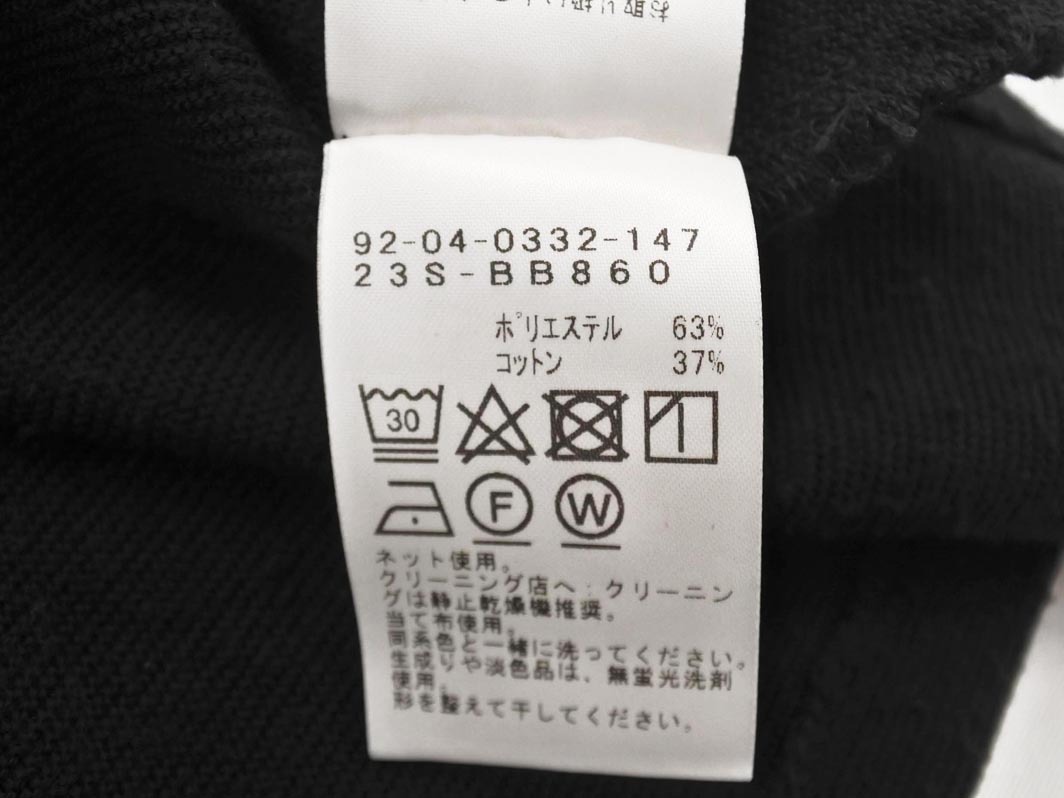 92-04-0332-147
23S-BB860
ポリエステル 63%
コットン 37%
30
F
W
ネット使用。
クリーニング店へ:クリーニン
グは静止乾燥機推奨。
当て布使用。
同系色と一緒に洗ってください。
生成りや淡色品は、無蛍光洗剤
使用。
形を整えて干してください。